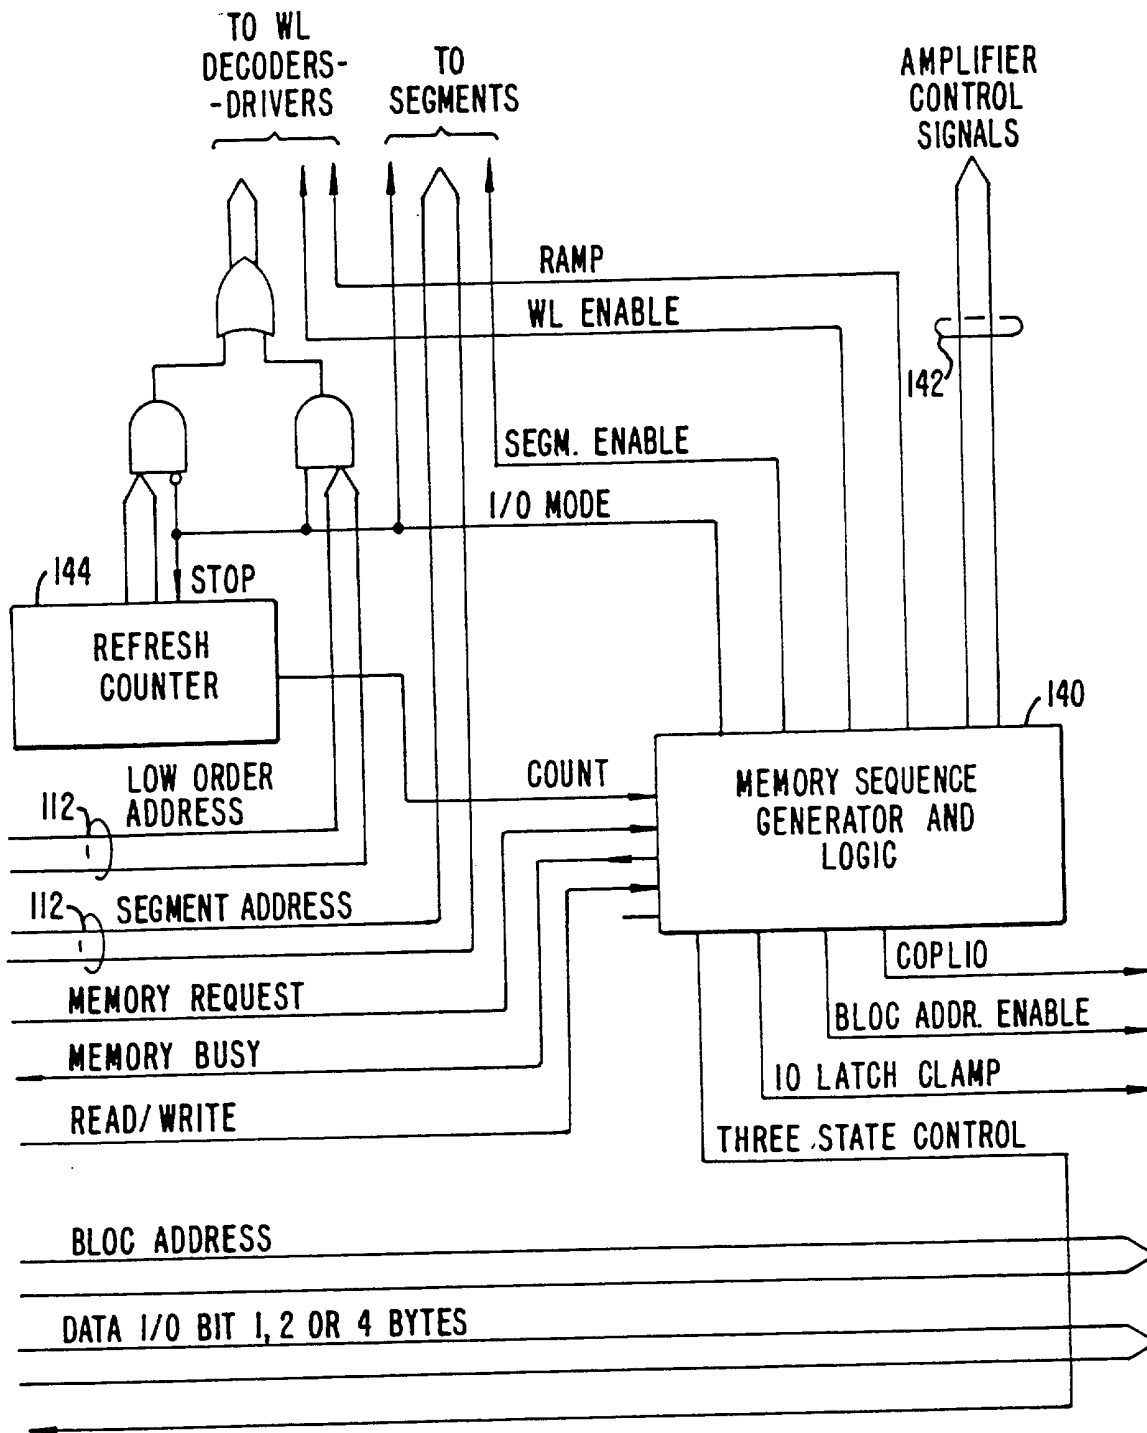 TO WL
DECODERS-
-DRIVERS
TO
SEGMENTS
AMPLIFIER
CONTROL
SIGNALS
RAMP
WL ENABLE
142
SEGM. ENABLE
I/O MODE
144
STOP
REFRESH
COUNTER
140
LOW ORDER
ADDRESS
112
COUNT
MEMORY SEQUENCE
GENERATOR AND
LOGIC
112
SEGMENT ADDRESS
COPLIO
MEMORY REQUEST
BLOC ADDR. ENABLE
MEMORY BUSY
IO LATCH CLAMP
READ/WRITE
THREE STATE CONTROL
BLOC ADDRESS
DATA I/O BIT 1, 2 OR 4 BYTES